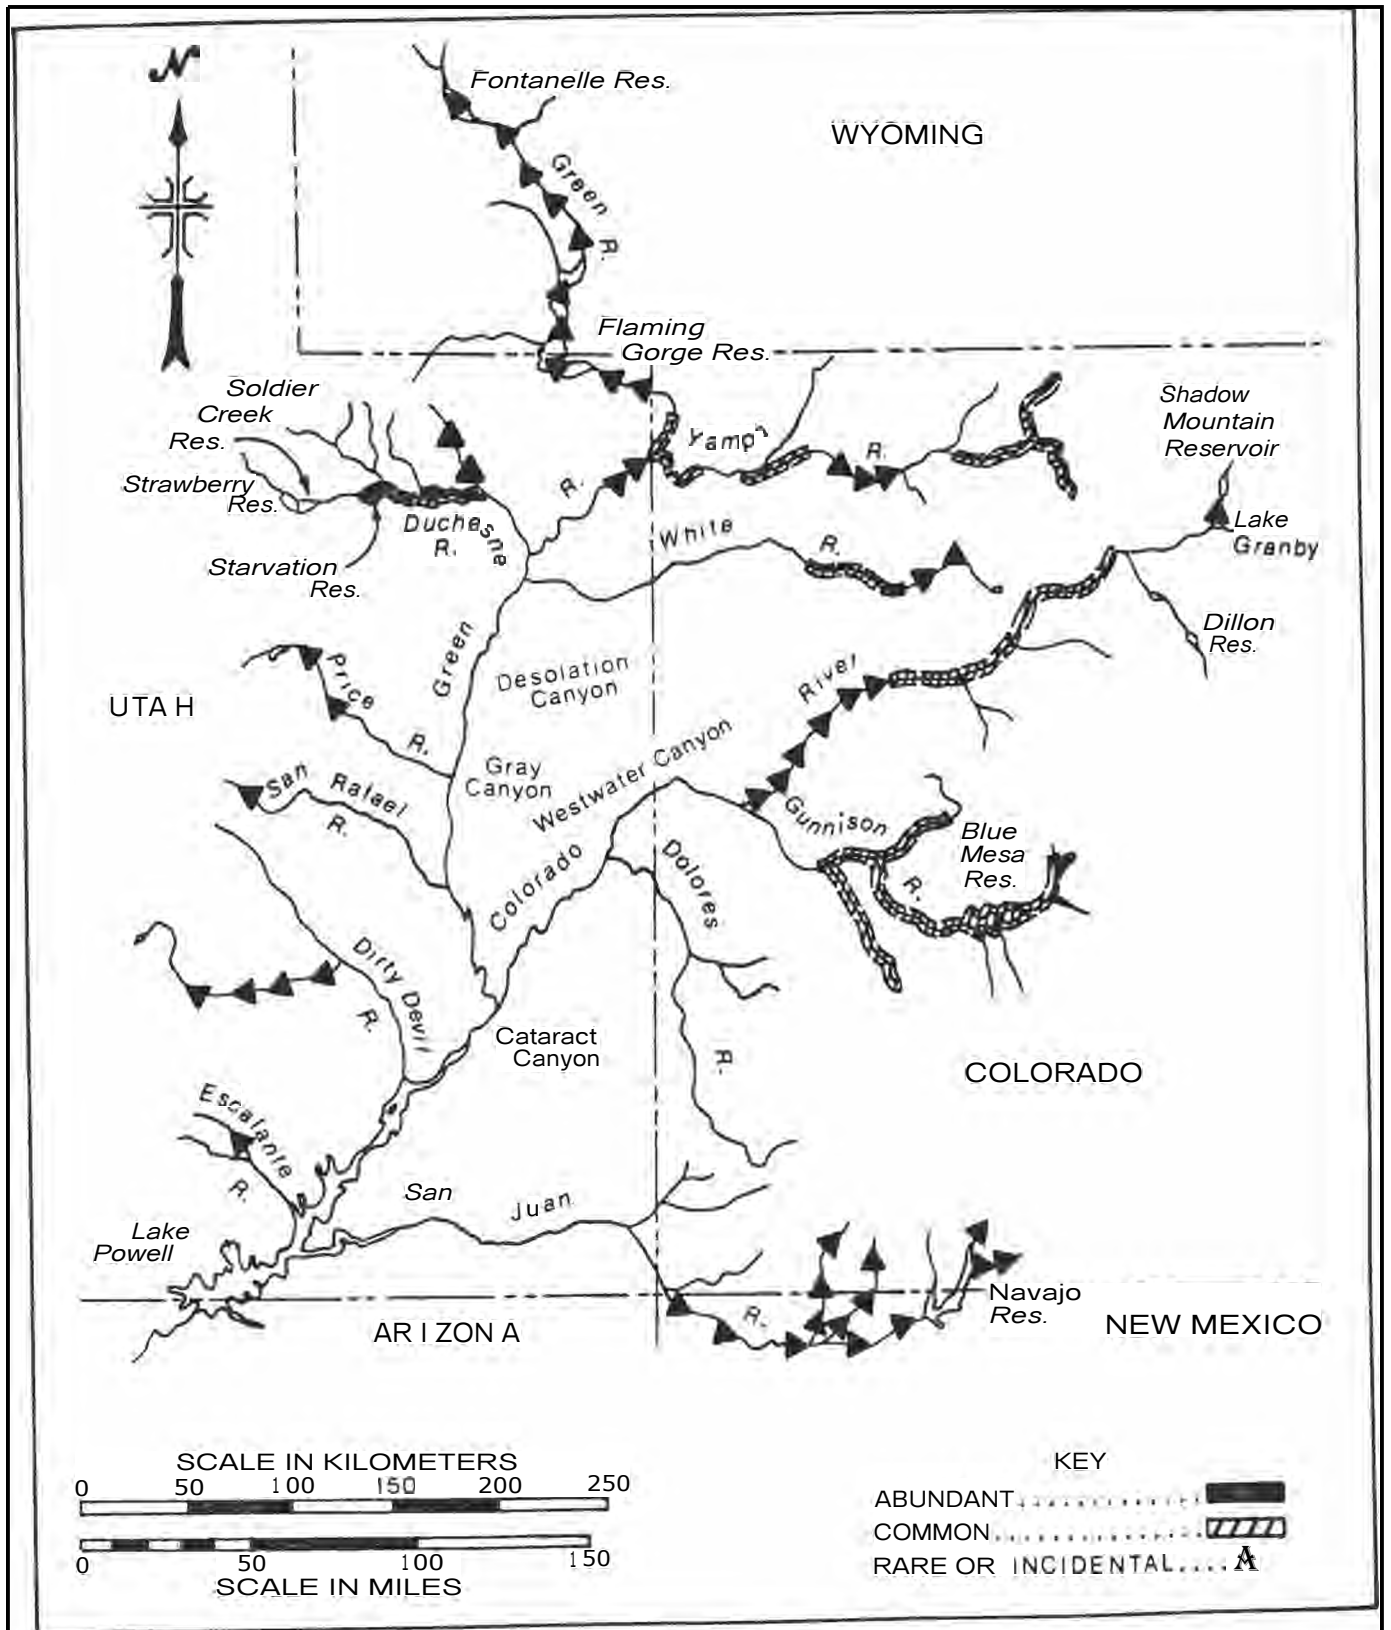 N
Fontanelle Res.
WYOMING
Green
R.
Flaming
Gorge Res.
Soldier
Creek
Res.
Shadow
Mountain
Reservoir
Yampa
R.
Strawberry
Res.
R.
Duchesne
R.
White
R.
Lake
Granby
Starvation
Res.
Dillon
Res.
Green
Desolation
Canyon
River
Price
R.
UTAH
Gray
Canyon
Westwater Canyon
San Rafael
R.
Gunnison
R.
Blue
Mesa
Res.
Colorado
Dolores
R.
Dirty Devil
R.
Cataract
Canyon
COLORADO
Escalante
R.
San Juan
R.
Lake
Powell
Navajo
Res.
ARIZONA
NEW MEXICO
SCALE IN KILOMETERS
0 50 100 150 200 250
0 50 100 150
SCALE IN MILES
KEY
ABUNDANT
COMMON
RARE OR INCIDENTAL.... A